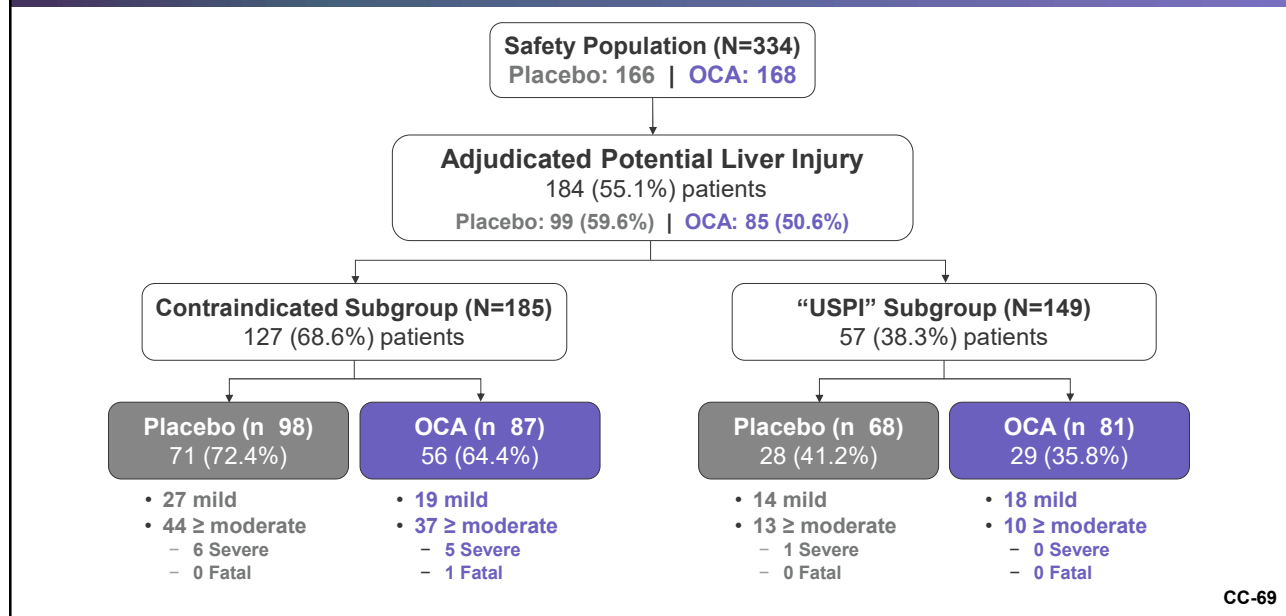 Safety Population (N=334)
Placebo: 166 | OCA: 168
Adjudicated Potential Liver Injury
184 (55.1%) patients
Placebo: 99 (59.6%) | OCA: 85 (50.6%)
Contraindicated Subgroup (N=185)
127 (68.6%) patients
“USPI” Subgroup (N=149)
57 (38.3%) patients
Placebo (n 98)
71 (72.4%)
• 27 mild
• 44 ≥ moderate
− 6 Severe
− 0 Fatal
OCA (n 87)
56 (64.4%)
• 19 mild
• 37 ≥ moderate
− 5 Severe
− 1 Fatal
Placebo (n 68)
28 (41.2%)
• 14 mild
• 13 ≥ moderate
− 1 Severe
− 0 Fatal
OCA (n 81)
29 (35.8%)
• 18 mild
• 10 ≥ moderate
− 0 Severe
− 0 Fatal
CC-69